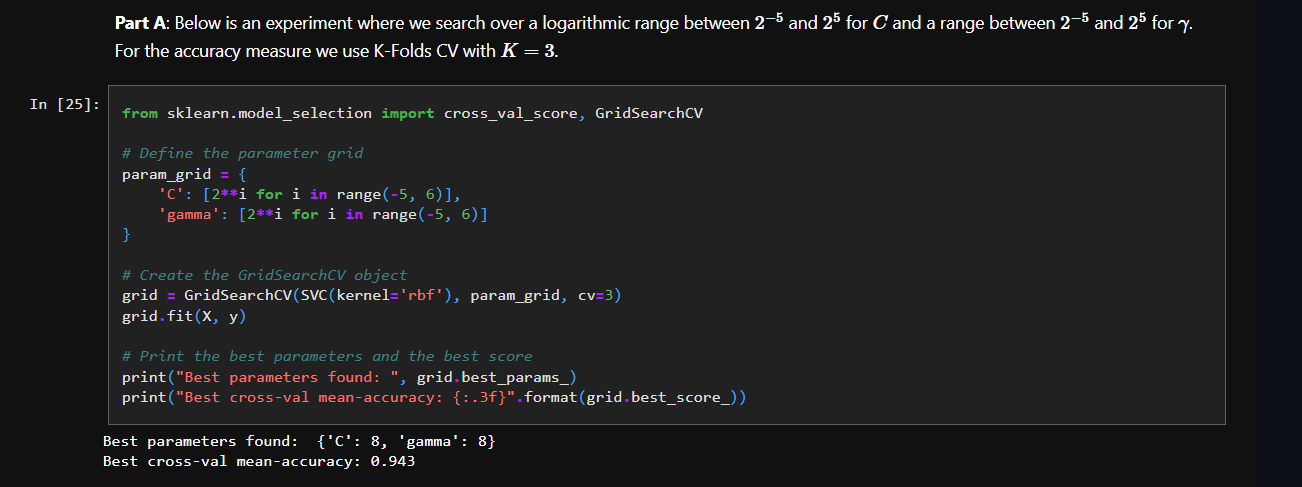 Part A: Below is an experiment where we search over a logarithmic range between 2⁻⁵ and 2⁵ for C and a range between 2⁻⁵ and 2⁵ for γ.
For the accuracy measure we use K-Folds CV with K = 3.
In [25]:
from sklearn.model_selection import cross_val_score, GridSearchCV
# Define the parameter grid
param_grid = {
    'C': [2**i for i in range(-5, 6)],
    'gamma': [2**i for i in range(-5, 6)]
}
# Create the GridSearchCV object
grid = GridSearchCV(SVC(kernel='rbf'), param_grid, cv=3)
grid.fit(X, y)
# Print the best parameters and the best score
print("Best parameters found: ", grid.best_params_)
print("Best cross-val mean-accuracy: {:.3f}".format(grid.best_score_))
Best parameters found:  {'C': 8, 'gamma': 8}
Best cross-val mean-accuracy: 0.943